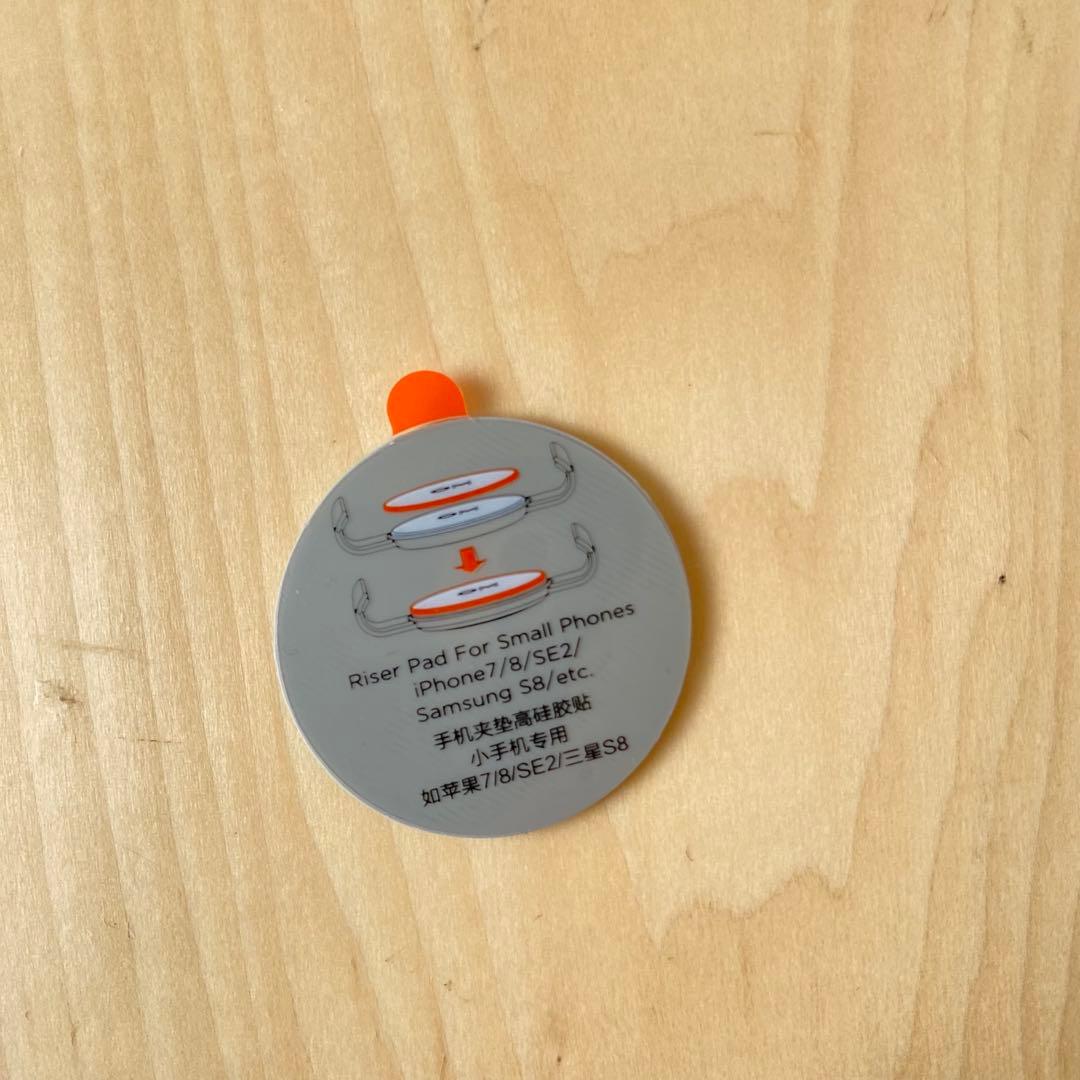 Riser Pad For Small Phones
iPhone7/8/SE2/
Samsung S8/etc.
手机夹垫高硅胶贴
小手机专用
如苹果7/8/SE2/三星S8